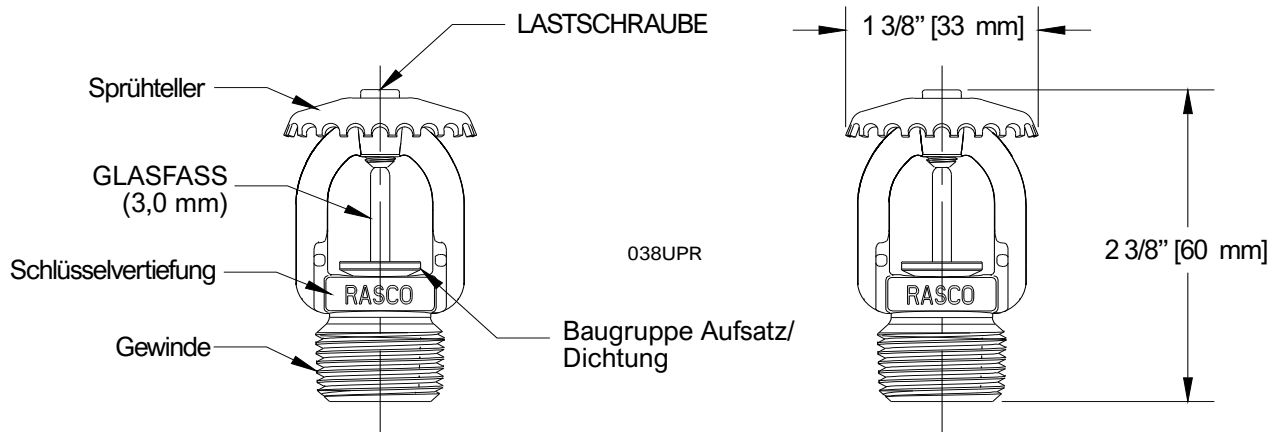 LASTSCHRAUBE
1 3/8” [33 mm]
Sprühteller
GLASFASS
(3,0 mm)
038UPR
2 3/8” [60 mm]
Schlüsselvertiefung
RASCO
RASCO
Baugruppe Aufsatz/
Dichtung
Gewinde